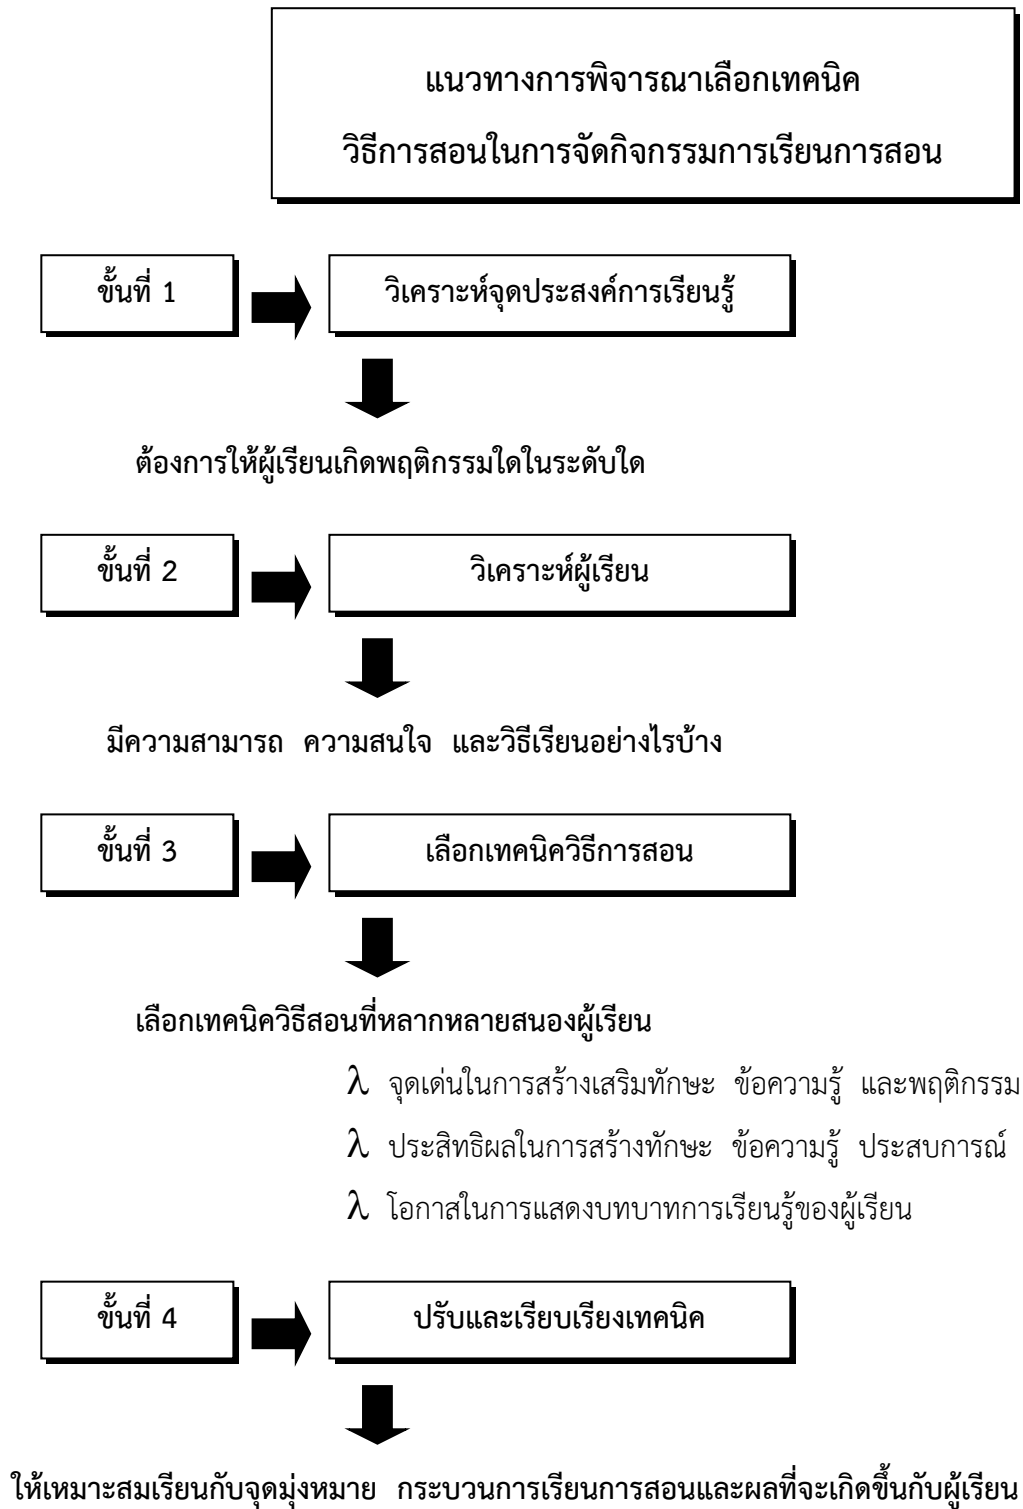 แนวทางการพิจารณาเลือกเทคนิค
วิธีการสอนในการจัดกิจกรรมการเรียนการสอน
ขั้นที่ 1
วิเคราะห์จุดประสงค์การเรียนรู้
ต้องการให้ผู้เรียนเกิดพฤติกรรมใดในระดับใด
ขั้นที่ 2
วิเคราะห์ผู้เรียน
มีความสามารถ ความสนใจ และวิธีเรียนอย่างไรบ้าง
ขั้นที่ 3
เลือกเทคนิควิธีการสอน
เลือกเทคนิควิธีสอนที่หลากหลายสนองผู้เรียน
λ จุดเด่นในการสร้างเสริมทักษะ ข้อความรู้ และพฤติกรรม
λ ประสิทธิผลในการสร้างทักษะ ข้อความรู้ ประสบการณ์
λ โอกาสในการแสดงบทบาทการเรียนรู้ของผู้เรียน
ขั้นที่ 4
ปรับและเรียบเรียงเทคนิค
ให้เหมาะสมเรียนกับจุดมุ่งหมาย กระบวนการเรียนการสอนและผลที่จะเกิดขึ้นกับผู้เรียน